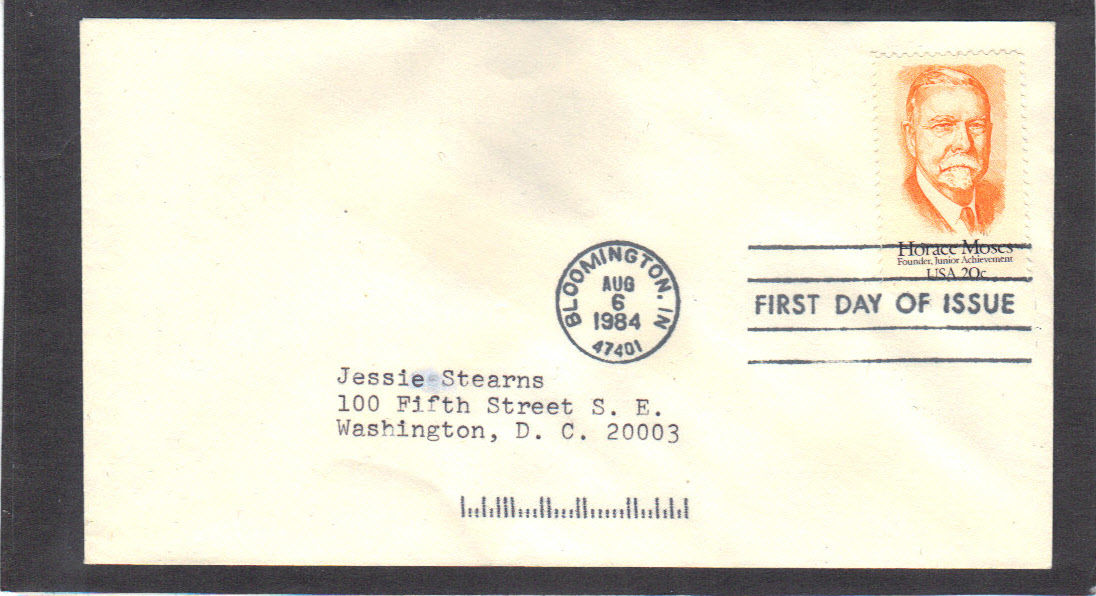 Horace Moses
Founder, Junior Achievement
USA 20c
BLOOMINGTON, IN
AUG
6
1984
47401
FIRST DAY OF ISSUE
Jessie Stearns
100 Fifth Street S. E.
Washington, D. C. 20003